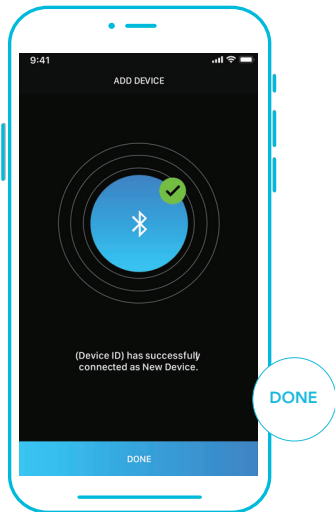 9:41
ADD DEVICE
(Device ID) has successfully
connected as New Device.
DONE
DONE